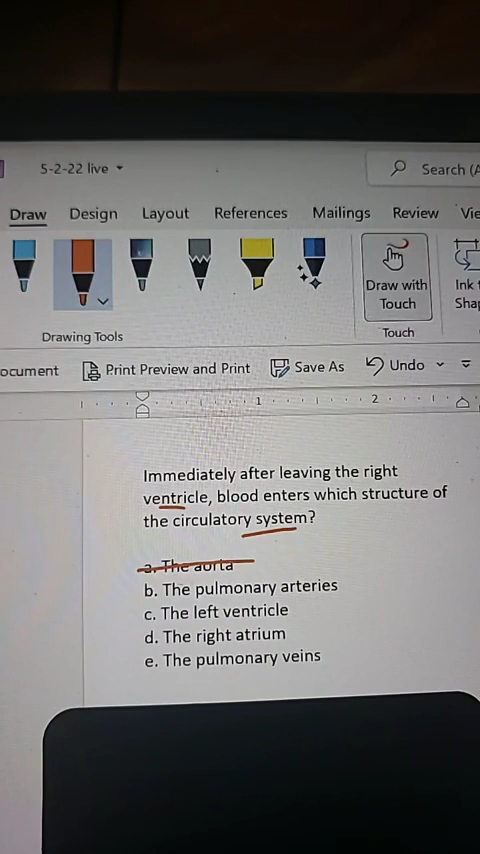 5-2-22 live
Search
Draw Design Layout References Mailings Review
Draw with
Touch
Ink
Drawing Tools
Touch
Print Preview and Print Save As Undo
1 2
Immediately after leaving the right
ventricle, blood enters which structure of
the circulatory system?
a. The aorta
b. The pulmonary arteries
c. The left ventricle
d. The right atrium
e. The pulmonary veins